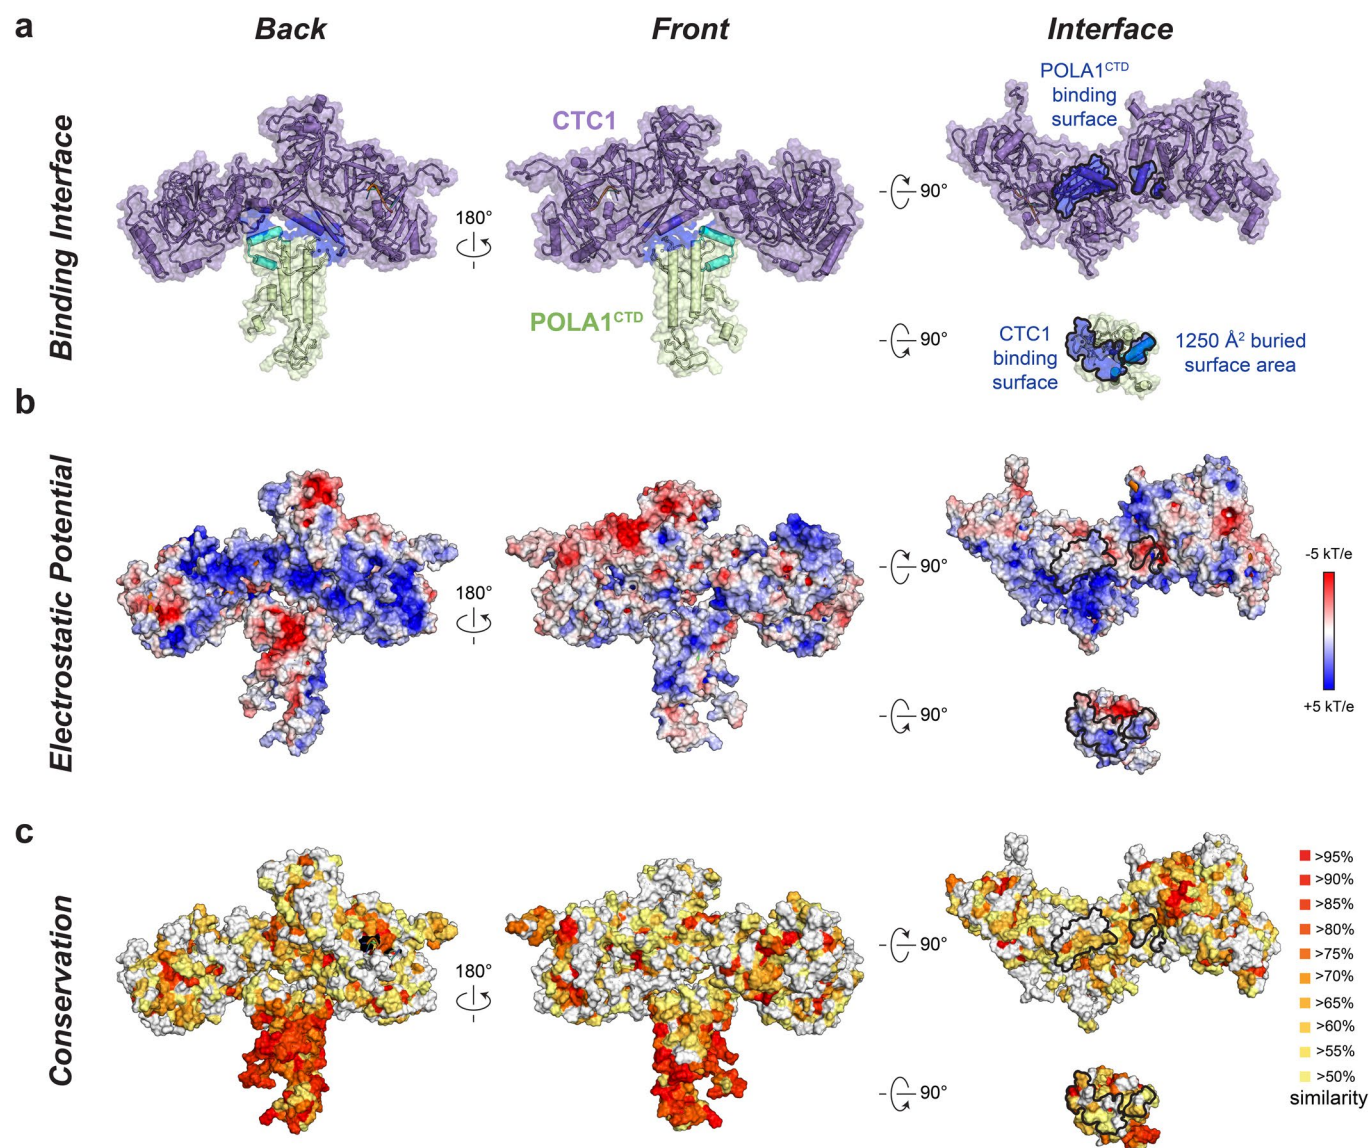 a
Back
Front
Interface
Binding Interface
CTC1
POLA1CTD
180°
POLA1CTD
binding
surface
90°
90°
CTC1
binding
surface
1250 Å2 buried
surface area
b
Electrostatic Potential
180°
90°
90°
-5 kT/e
+5 kT/e
c
Conservation
180°
90°
90°
>95%
>90%
>85%
>80%
>75%
>70%
>65%
>60%
>55%
>50%
similarity